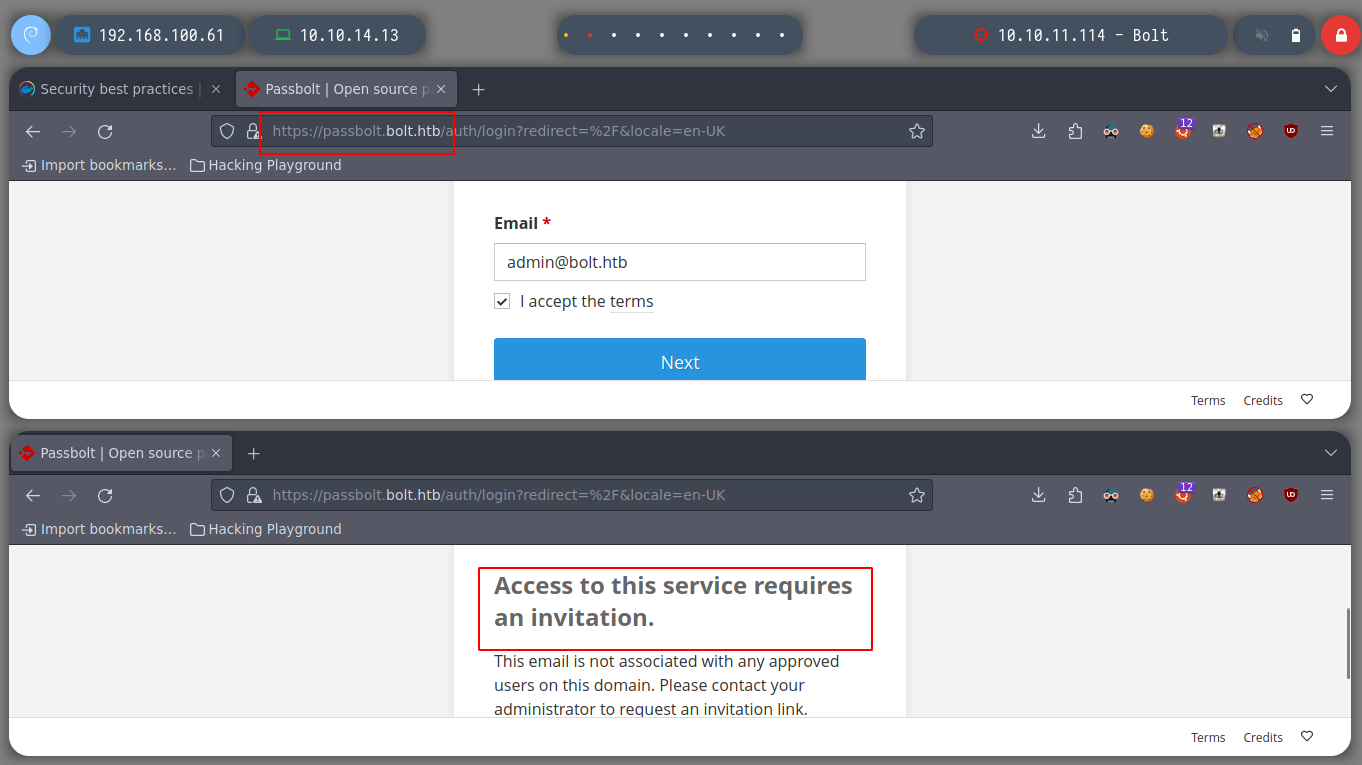 192.168.100.61
10.10.14.13
10.10.11.114 - Bolt
Security best practices |
Passbolt | Open source p
https://passbolt.bolt.htb/auth/login?redirect=%2F&locale=en-UK
12
Import bookmarks…
Hacking Playground
Email *
admin@bolt.htb
I accept the terms
Next
Terms
Credits
Passbolt | Open source p
https://passbolt.bolt.htb/auth/login?redirect=%2F&locale=en-UK
12
Import bookmarks…
Hacking Playground
Access to this service requires
an invitation.
This email is not associated with any approved
users on this domain. Please contact your
administrator to request an invitation link.
Terms
Credits